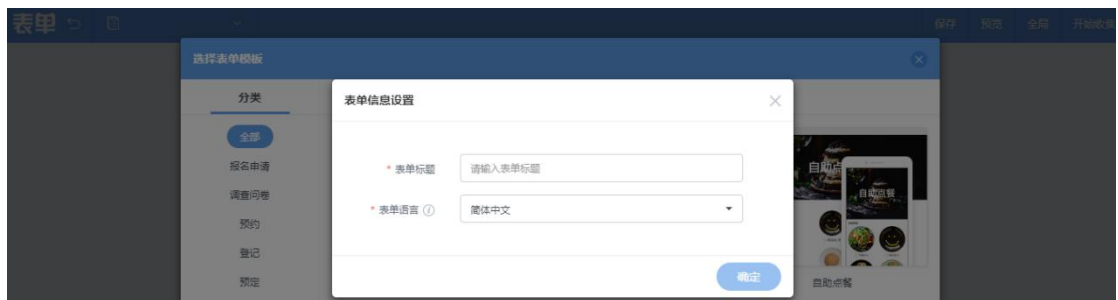 表单
保存 预览 全局 开始收集
选择表单模板
分类
表单信息设置
全部
报名申请
调查问卷
预约
登记
预定
* 表单标题 请输入表单标题
* 表单语言 简体中文
确定
自助点
自助点餐
自助点餐